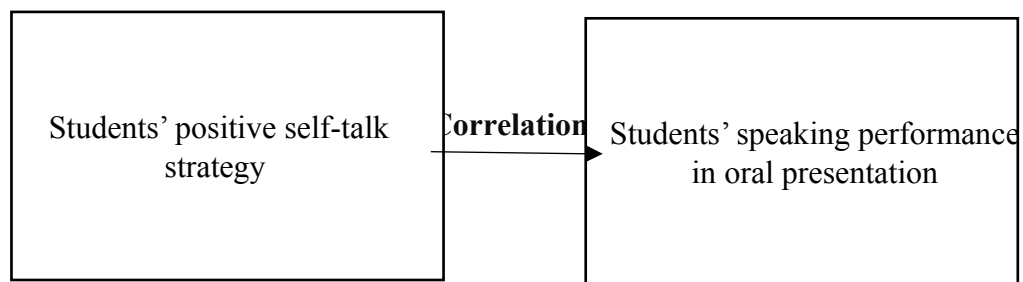 Students' positive self-talk
strategy
Correlation
Students' speaking performance
in oral presentation